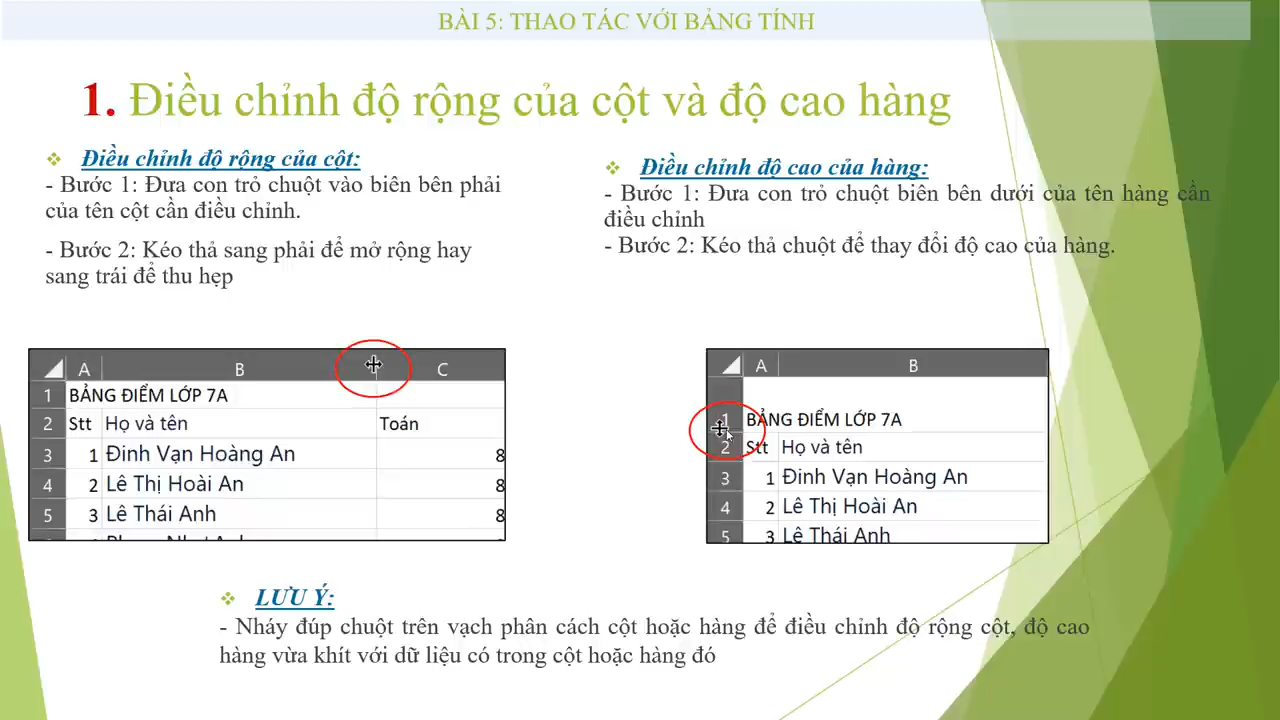 BÀI 5: THAO TÁC VỚI BẢNG TÍNH
1. Điều chỉnh độ rộng của cột và độ cao hàng
Điều chỉnh độ rộng của cột:
- Bước 1: Đưa con trỏ chuột vào biên bên phải
của tên cột cần điều chỉnh.
- Bước 2: Kéo thả sang phải để mở rộng hay
sang trái để thu hẹp
Điều chỉnh độ cao của hàng:
- Bước 1: Đưa con trỏ chuột biên bên dưới của tên hàng cần
điều chỉnh
- Bước 2: Kéo thả chuột để thay đổi độ cao của hàng.
A B C
1 BẢNG ĐIỂM LỚP 7A
2 Stt Họ và tên Toán
3 1 Đinh Vạn Hoàng An 8
4 2 Lê Thị Hoài An 8
5 3 Lê Thái Anh 8
A B
1 BẢNG ĐIỂM LỚP 7A
2 Stt Họ và tên
3 1 Đinh Vạn Hoàng An
4 2 Lê Thị Hoài An
5 3 Lê Thái Anh
LƯU Ý:
- Nháy đúp chuột trên vạch phân cách cột hoặc hàng để điều chỉnh độ rộng cột, độ cao
hàng vừa khít với dữ liệu có trong cột hoặc hàng đó